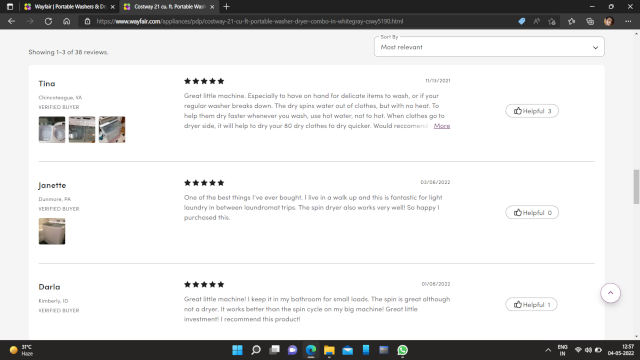 Wayfair | Portable Washers & Dr
Costway 21 cu. ft. Portable Wash
https://www.wayfair.com/appliances/pdp/costway-21-cu-ft-portable-washer-dryer-combo-in-whitegray-cswy5190.html
Showing 1-3 of 38 reviews.
Sort By
Most relevant
Tina
11/13/2021
Chincoteague, VA
VERIFIED BUYER
Great little machine. Especially to have on hand for delicate items to wash, or if your
regular washer breaks down. The dry spins water out of clothes, but with no heat. To
help them dry faster whenever you wash, use hot water, not to hot. When clothes go to
dryer side, it will help to dry your 80 dry clothes to dry quicker. Would reccomend More
Helpful 3
Janette
03/06/2022
Dunmore, PA
VERIFIED BUYER
One of the best things I've ever bought. I live in a walk up and this is fantastic for light
laundry in between laundromat trips. The spin dryer also works very well! So happy I
purchased this.
Helpful 0
Darla
01/06/2022
Kimberly, ID
VERIFIED BUYER
Great little machine! I keep it in my bathroom for small loads. The spin is great although
not a dryer. It works better than the spin cycle on my big machine! Great little
investment! I recommend this product!
Helpful 1
31°C
Haze
ENG
IN
12:57
04-05-2022